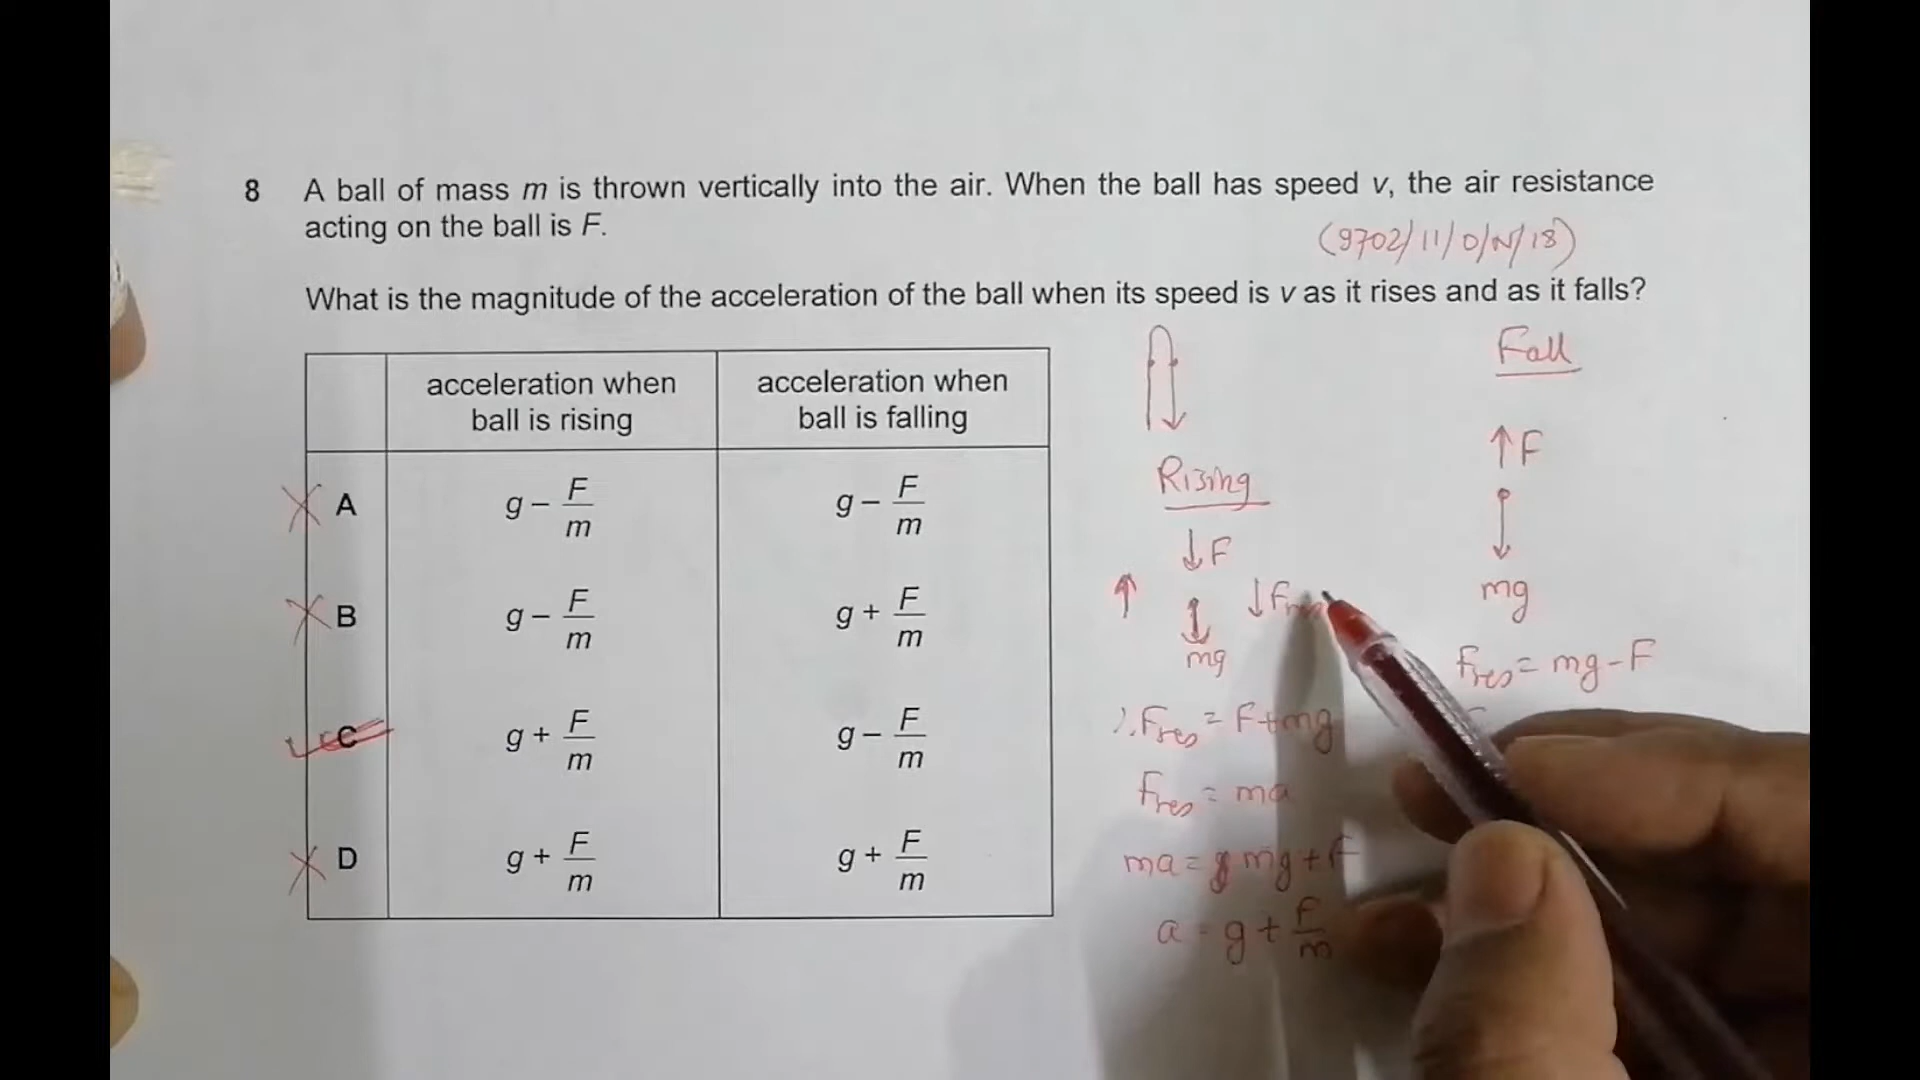 8 A ball of mass m is thrown vertically into the air. When the ball has speed v, the air resistance
acting on the ball is F.
(9702/11/O/N/18)
What is the magnitude of the acceleration of the ball when its speed is v as it rises and as it falls?
acceleration when
ball is rising
acceleration when
ball is falling
A g − F/m g − F/m
B g − F/m g + F/m
C g + F/m g − F/m
D g + F/m g + F/m
Rising
↓F
↑ ↓Fres
mg
∴Fres = F+mg
Fres = ma
ma = mg + F
a = g + F/m
Fall
↑F
mg
Fres = mg − F